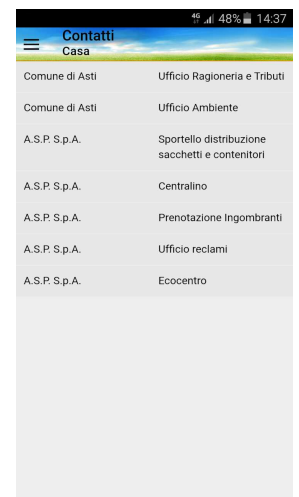 4G 48% 14:37
Contatti
Casa
Comune di Asti Ufficio Ragioneria e Tributi
Comune di Asti Ufficio Ambiente
A.S.P. S.p.A. Sportello distribuzione
sacchetti e contenitori
A.S.P. S.p.A. Centralino
A.S.P. S.p.A. Prenotazione Ingombranti
A.S.P. S.p.A. Ufficio reclami
A.S.P. S.p.A. Ecocentro